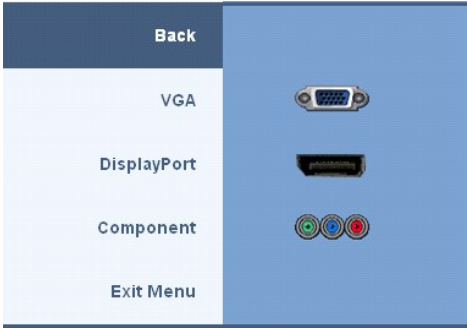 Back
VGA
DisplayPort
Component
Exit Menu